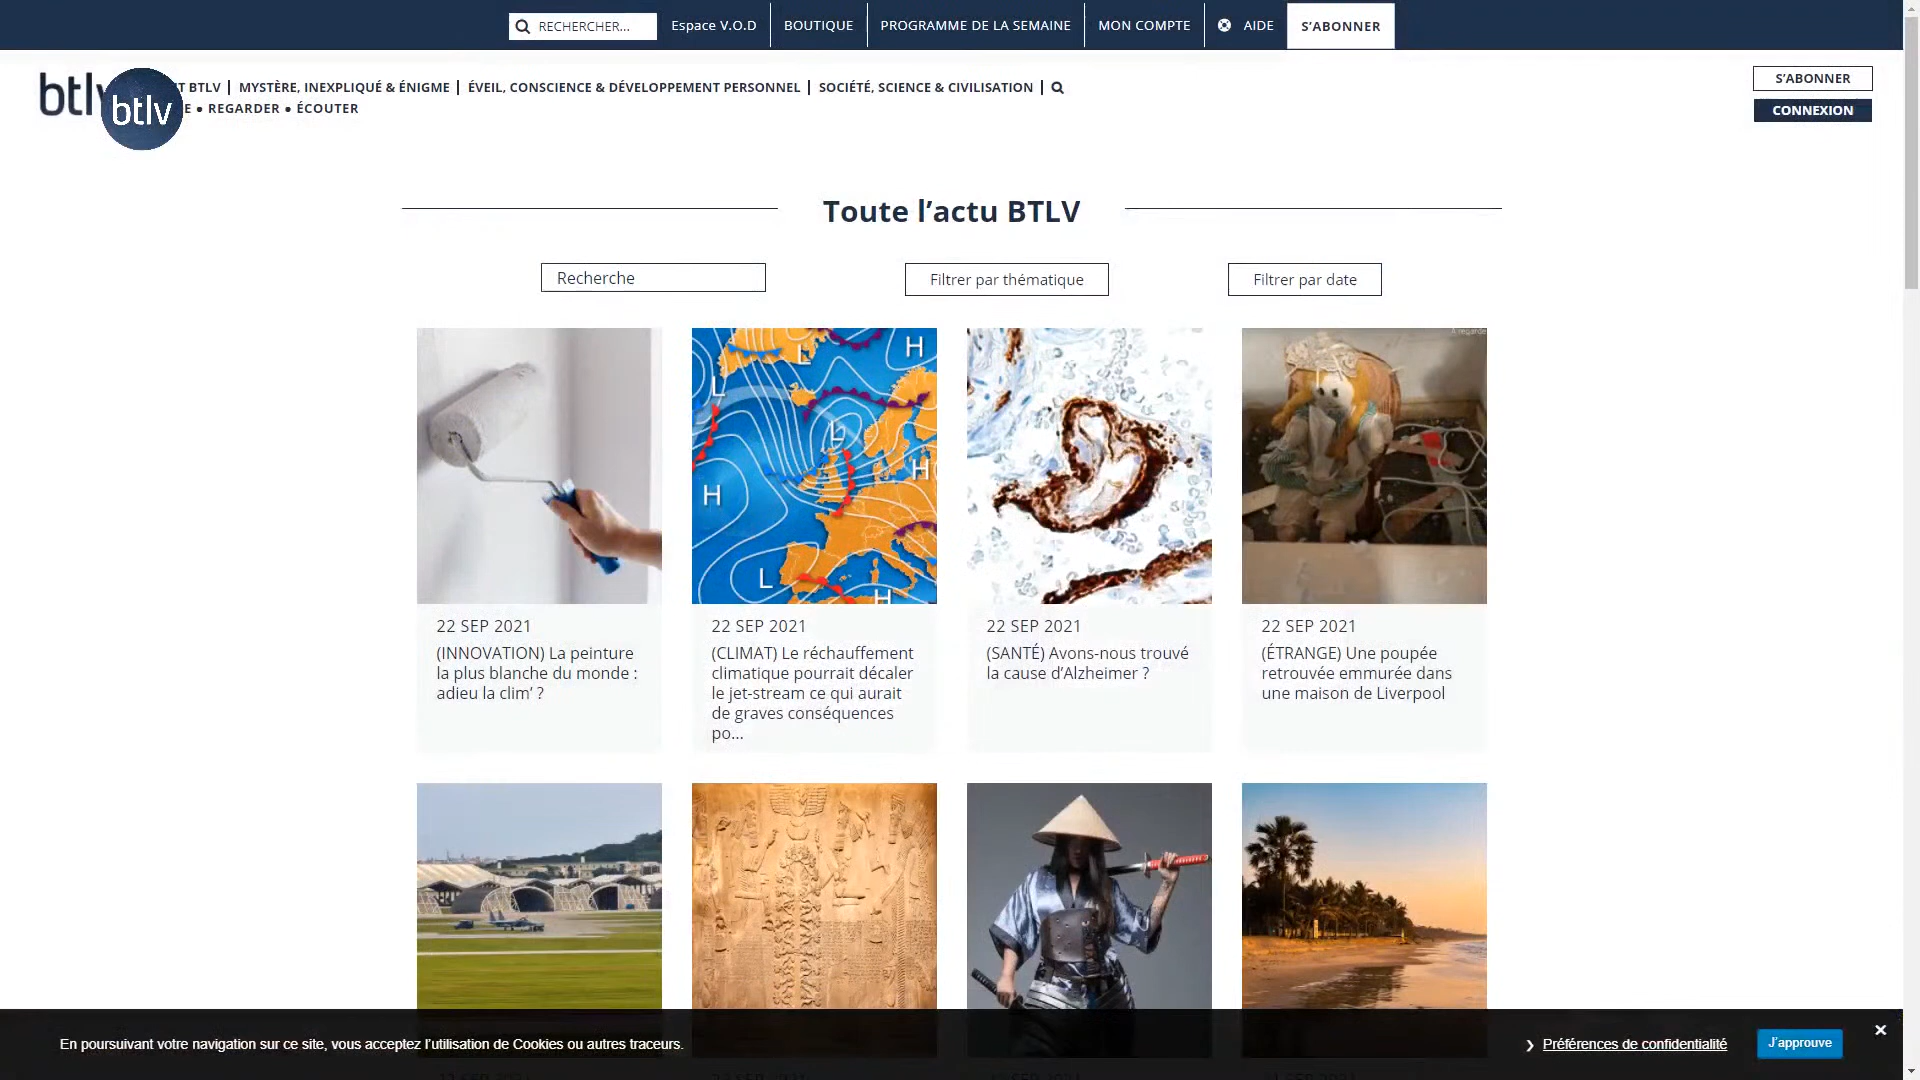 RECHERCHER...
Espace V.O.D
BOUTIQUE
PROGRAMME DE LA SEMAINE
MON COMPTE
AIDE
S'ABONNER
btlv
btlv
T BTLV
MYSTÈRE, INEXPLIQUÉ & ÉNIGME
ÉVEIL, CONSCIENCE & DÉVELOPPEMENT PERSONNEL
SOCIÉTÉ, SCIENCE & CIVILISATION
E ● REGARDER ● ÉCOUTER
S'ABONNER
CONNEXION
Toute l'actu BTLV
Recherche
Filtrer par thématique
Filtrer par date
L
H
L
L
H
H
L
H
A regarde
22 SEP 2021
(INNOVATION) La peinture
la plus blanche du monde :
adieu la clim' ?
22 SEP 2021
(CLIMAT) Le réchauffement
climatique pourrait décaler
le jet-stream ce qui aurait
de graves conséquences
po...
22 SEP 2021
(SANTÉ) Avons-nous trouvé
la cause d'Alzheimer ?
22 SEP 2021
(ÉTRANGE) Une poupée
retrouvée emmurée dans
une maison de Liverpool
En poursuivant votre navigation sur ce site, vous acceptez l'utilisation de Cookies ou autres traceurs.
Préférences de confidentialité
J'approuve